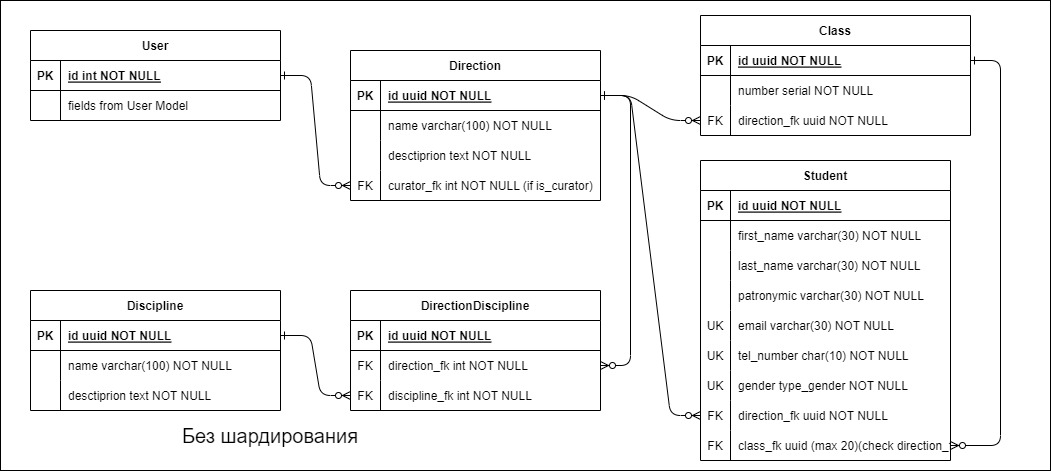 User
PK id int NOT NULL
fields from User Model
Direction
PK id uuid NOT NULL
name varchar(100) NOT NULL
desctiprion text NOT NULL
FK curator_fk int NOT NULL (if is_curator)
Class
PK id uuid NOT NULL
number serial NOT NULL
FK direction_fk uuid NOT NULL
Student
PK id uuid NOT NULL
first_name varchar(30) NOT NULL
last_name varchar(30) NOT NULL
patronymic varchar(30) NOT NULL
UK email varchar(30) NOT NULL
UK tel_number char(10) NOT NULL
UK gender type_gender NOT NULL
FK direction_fk uuid NOT NULL
FK class_fk uuid (max 20)(check direction_
Discipline
PK id uuid NOT NULL
name varchar(100) NOT NULL
desctiprion text NOT NULL
DirectionDiscipline
PK id uuid NOT NULL
FK direction_fk int NOT NULL
FK discipline_fk int NOT NULL
Без шардирования